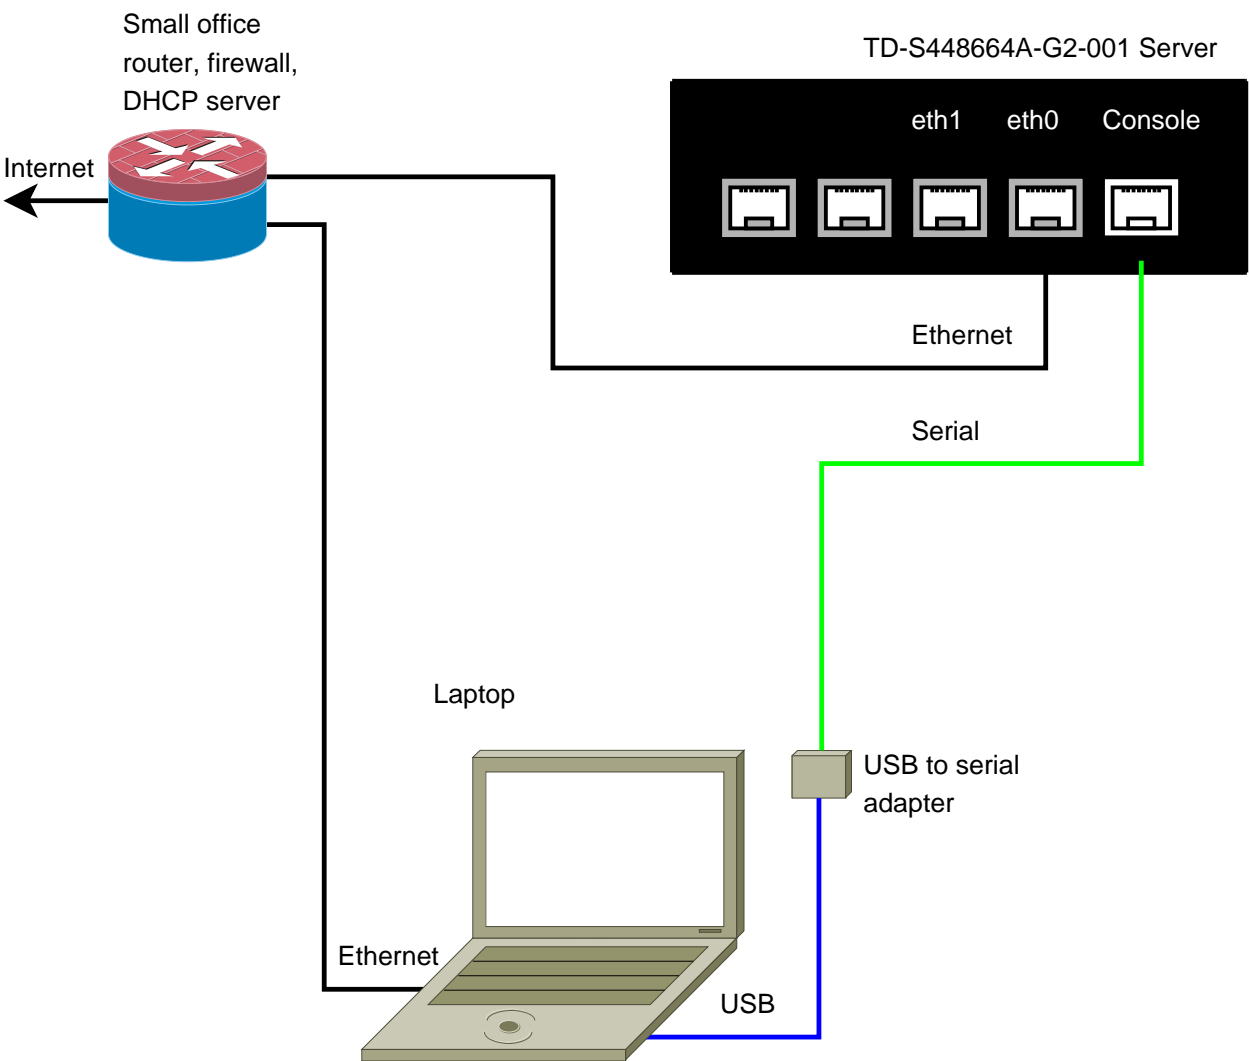 Small office
router, firewall,
DHCP server
TD-S448664A-G2-001 Server
eth1
eth0
Console
Internet
Ethernet
Serial
Laptop
USB to serial
adapter
Ethernet
USB